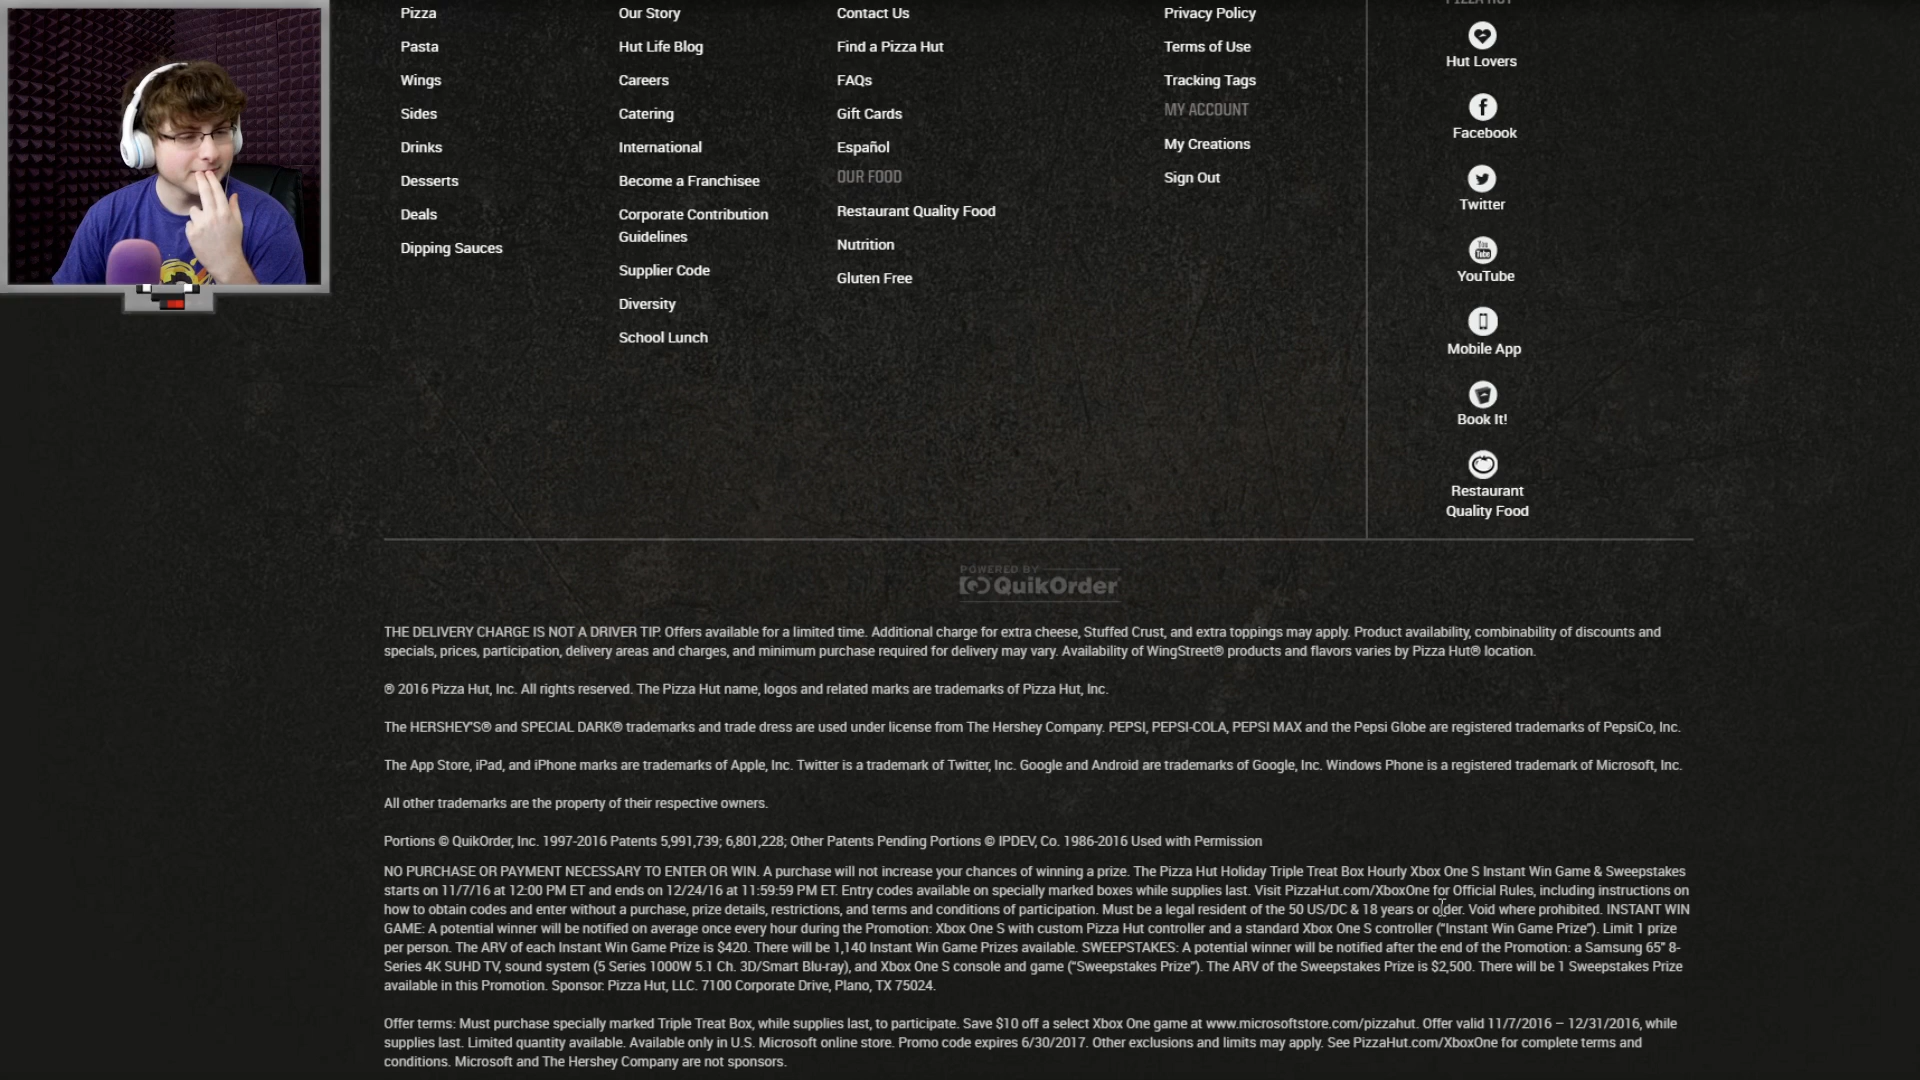 PIZZA HUT
Pizza
Pasta
Wings
Sides
Drinks
Desserts
Deals
Dipping Sauces
Our Story
Hut Life Blog
Careers
Catering
International
Become a Franchisee
Corporate Contribution
Guidelines
Supplier Code
Diversity
School Lunch
Contact Us
Find a Pizza Hut
FAQs
Gift Cards
Español
OUR FOOD
Restaurant Quality Food
Nutrition
Gluten Free
Privacy Policy
Terms of Use
Tracking Tags
MY ACCOUNT
My Creations
Sign Out
Hut Lovers
Facebook
Twitter
You
Tube
YouTube
Mobile App
Book It!
Restaurant
Quality Food
POWERED BY
QuikOrder
THE DELIVERY CHARGE IS NOT A DRIVER TIP. Offers available for a limited time. Additional charge for extra cheese, Stuffed Crust, and extra toppings may apply. Product availability, combinability of discounts and
specials, prices, participation, delivery areas and charges, and minimum purchase required for delivery may vary. Availability of WingStreet® products and flavors varies by Pizza Hut® location.
® 2016 Pizza Hut, Inc. All rights reserved. The Pizza Hut name, logos and related marks are trademarks of Pizza Hut, Inc.
The HERSHEY'S® and SPECIAL DARK® trademarks and trade dress are used under license from The Hershey Company. PEPSI, PEPSI-COLA, PEPSI MAX and the Pepsi Globe are registered trademarks of PepsiCo, Inc.
The App Store, iPad, and iPhone marks are trademarks of Apple, Inc. Twitter is a trademark of Twitter, Inc. Google and Android are trademarks of Google, Inc. Windows Phone is a registered trademark of Microsoft, Inc.
All other trademarks are the property of their respective owners.
Portions © QuikOrder, Inc. 1997-2016 Patents 5,991,739; 6,801,228; Other Patents Pending Portions © IPDEV, Co. 1986-2016 Used with Permission
NO PURCHASE OR PAYMENT NECESSARY TO ENTER OR WIN. A purchase will not increase your chances of winning a prize. The Pizza Hut Holiday Triple Treat Box Hourly Xbox One S Instant Win Game & Sweepstakes
starts on 11/7/16 at 12:00 PM ET and ends on 12/24/16 at 11:59:59 PM ET. Entry codes available on specially marked boxes while supplies last. Visit PizzaHut.com/XboxOne for Official Rules, including instructions on
how to obtain codes and enter without a purchase, prize details, restrictions, and terms and conditions of participation. Must be a legal resident of the 50 US/DC & 18 years or older. Void where prohibited. INSTANT WIN
GAME: A potential winner will be notified on average once every hour during the Promotion: Xbox One S with custom Pizza Hut controller and a standard Xbox One S controller ("Instant Win Game Prize"). Limit 1 prize
per person. The ARV of each Instant Win Game Prize is $420. There will be 1,140 Instant Win Game Prizes available. SWEEPSTAKES: A potential winner will be notified after the end of the Promotion: a Samsung 65" 8-
Series 4K SUHD TV, sound system (5 Series 1000W 5.1 Ch. 3D/Smart Blu-ray), and Xbox One S console and game ("Sweepstakes Prize"). The ARV of the Sweepstakes Prize is $2,500. There will be 1 Sweepstakes Prize
available in this Promotion. Sponsor: Pizza Hut, LLC. 7100 Corporate Drive, Plano, TX 75024.
Offer terms: Must purchase specially marked Triple Treat Box, while supplies last, to participate. Save $10 off a select Xbox One game at www.microsoftstore.com/pizzahut. Offer valid 11/7/2016 – 12/31/2016, while
supplies last. Limited quantity available. Available only in U.S. Microsoft online store. Promo code expires 6/30/2017. Other exclusions and limits may apply. See PizzaHut.com/XboxOne for complete terms and
conditions. Microsoft and The Hershey Company are not sponsors.